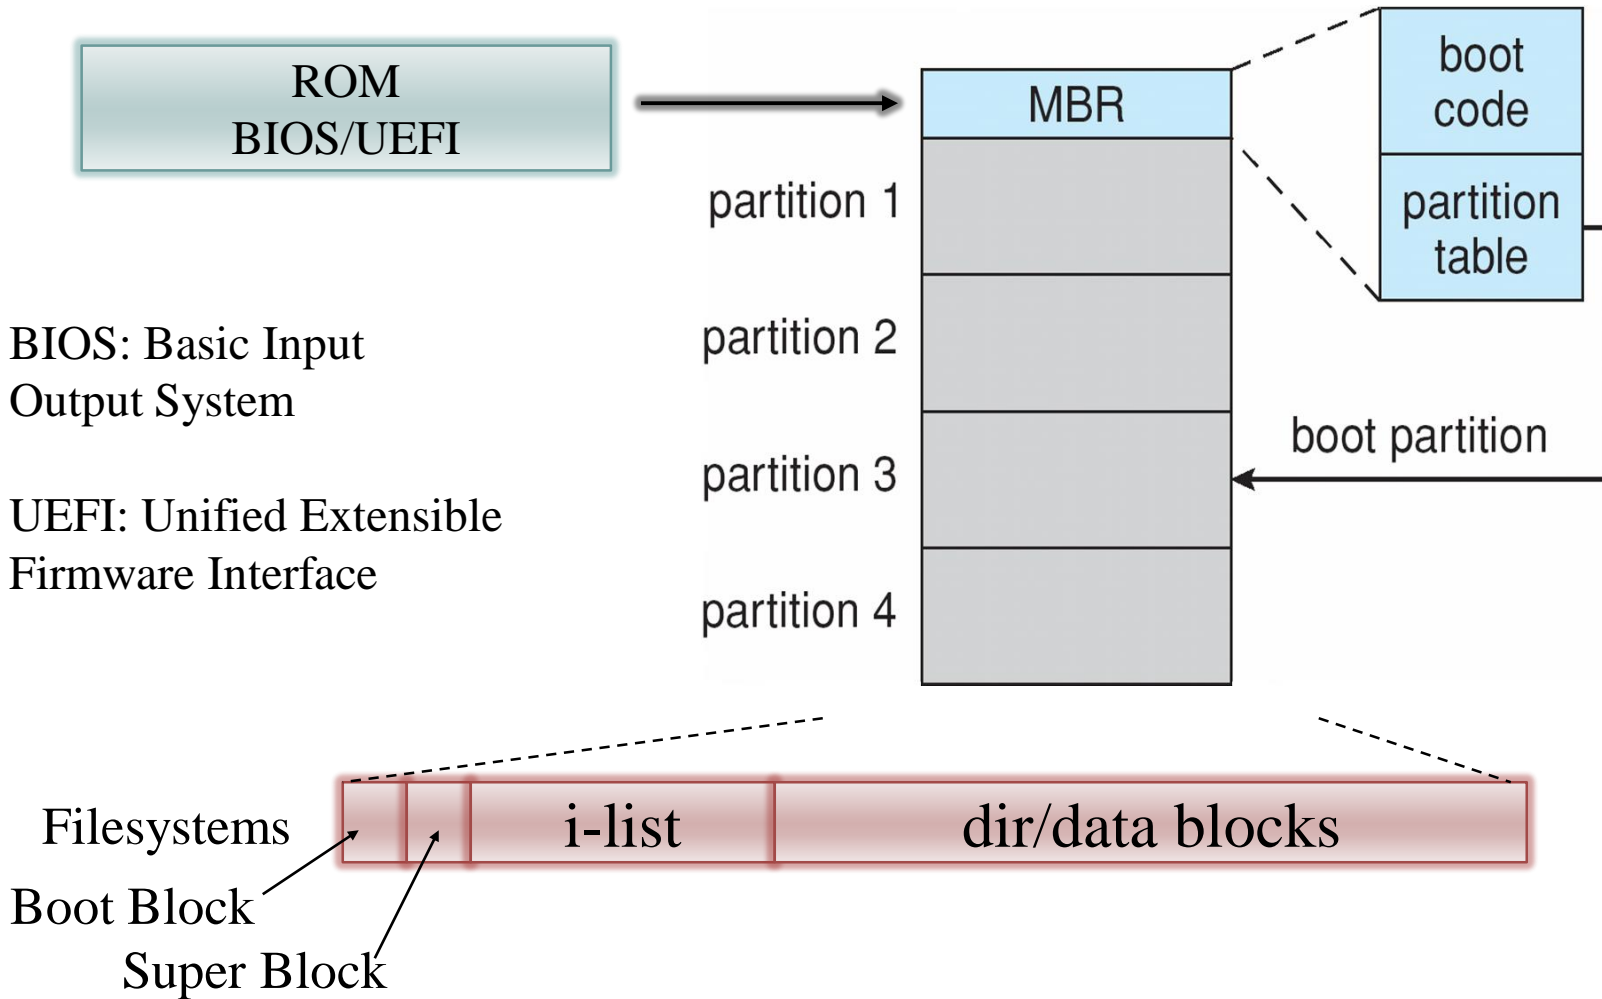 ROM
BIOS/UEFI
MBR
boot
code
partition
table
partition 1
partition 2
partition 3
partition 4
boot partition
BIOS: Basic Input
Output System
UEFI: Unified Extensible
Firmware Interface
Filesystems
i-list
dir/data blocks
Boot Block
Super Block